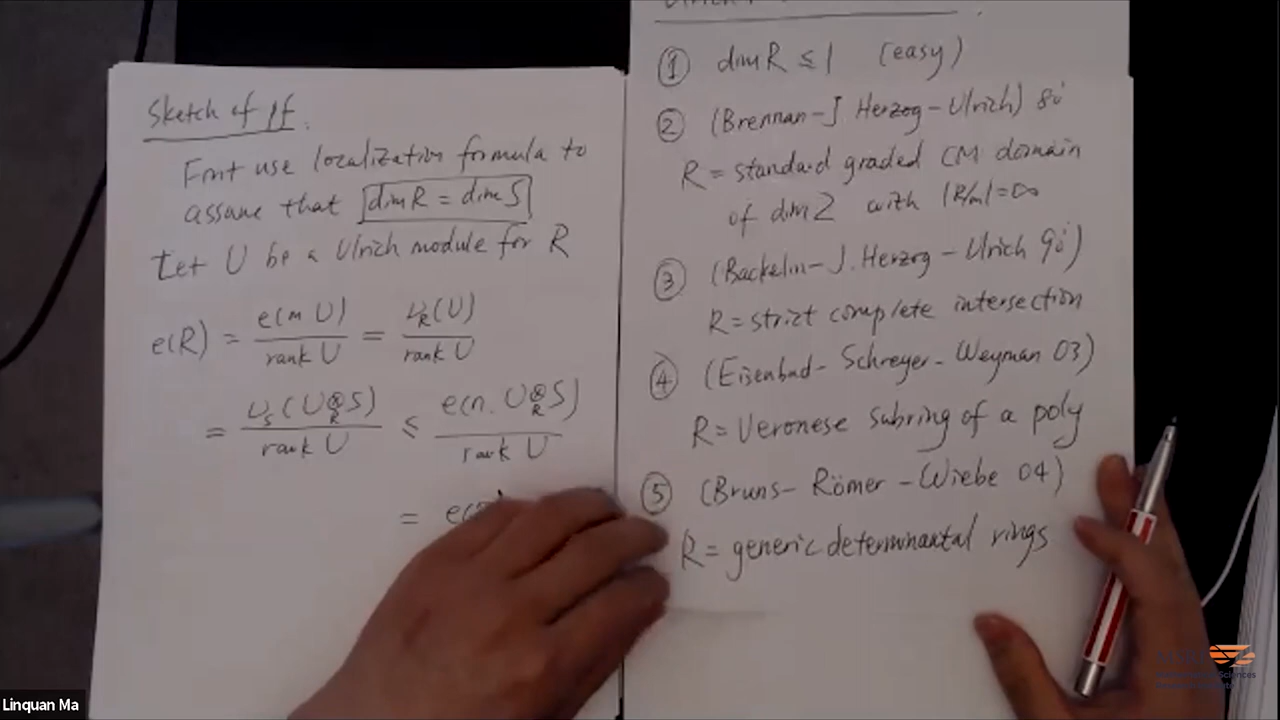 Sketch of pf.
First use localization formula to
assume that dim R = dim S
Let U be a Ulrich module for R
e(R) = e(m, U) / rank U = ν_R(U) / rank U
= ν_S(U⊗_R S) / rank U ≤ e(n, U⊗_R S) / rank U
= e(
① dim R ≤ 1 (easy)
② (Brennan-J Herzog-Ulrich) 80'
R = standard graded CM domain
of dim 2 with |R/m|=∞
③ (Backelin-J. Herzog-Ulrich 90')
R = strict complete intersection
④ (Eisenbud-Schreyer-Weyman 03)
R = Veronese subring of a poly
⑤ (Bruns-Römer-Wiebe 04)
R = generic determinantal rings
Linquan Ma